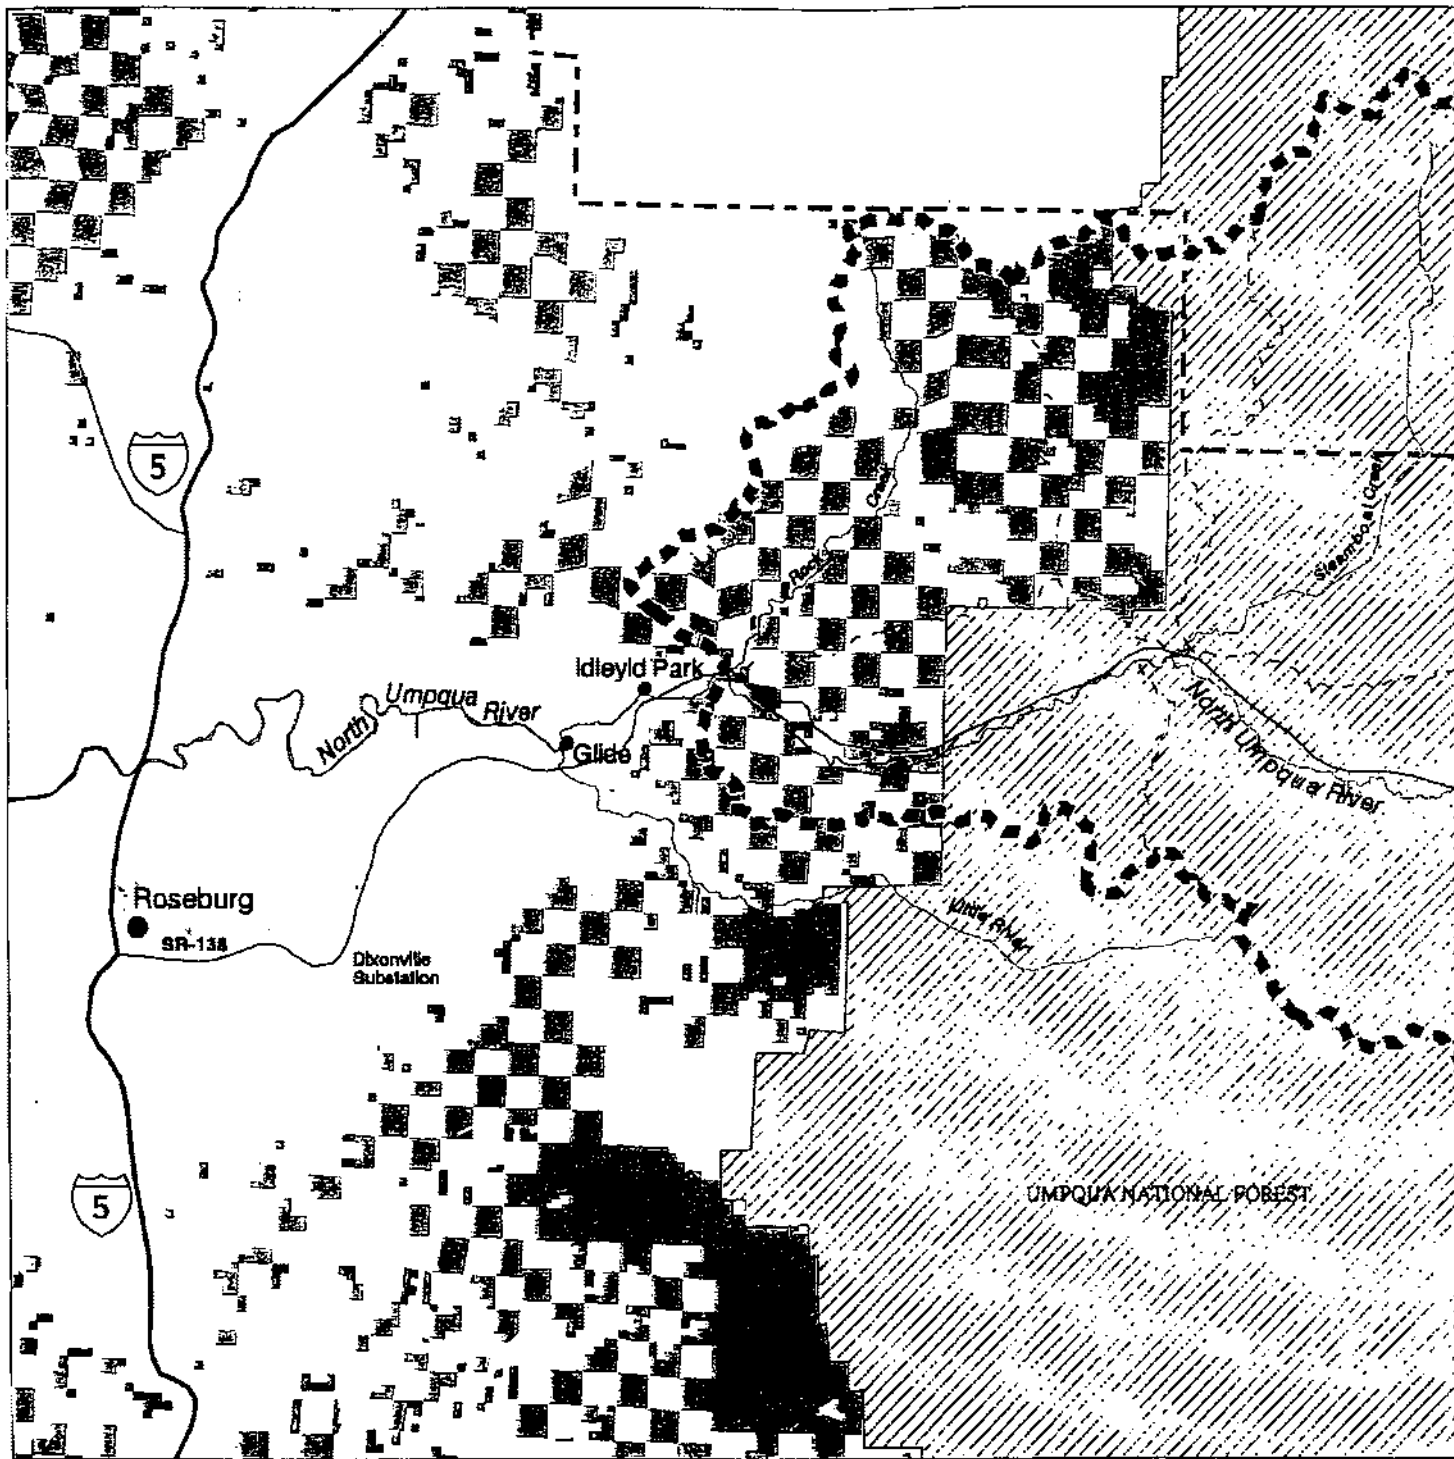 5
Creek
Rock
Steamboat Creek
Idleyld Park
North Umpqua River
Glide
North Umpqua River
Roseburg
SR-138
Dixonville
Substation
Little River
5
UMPQUA NATIONAL FOREST